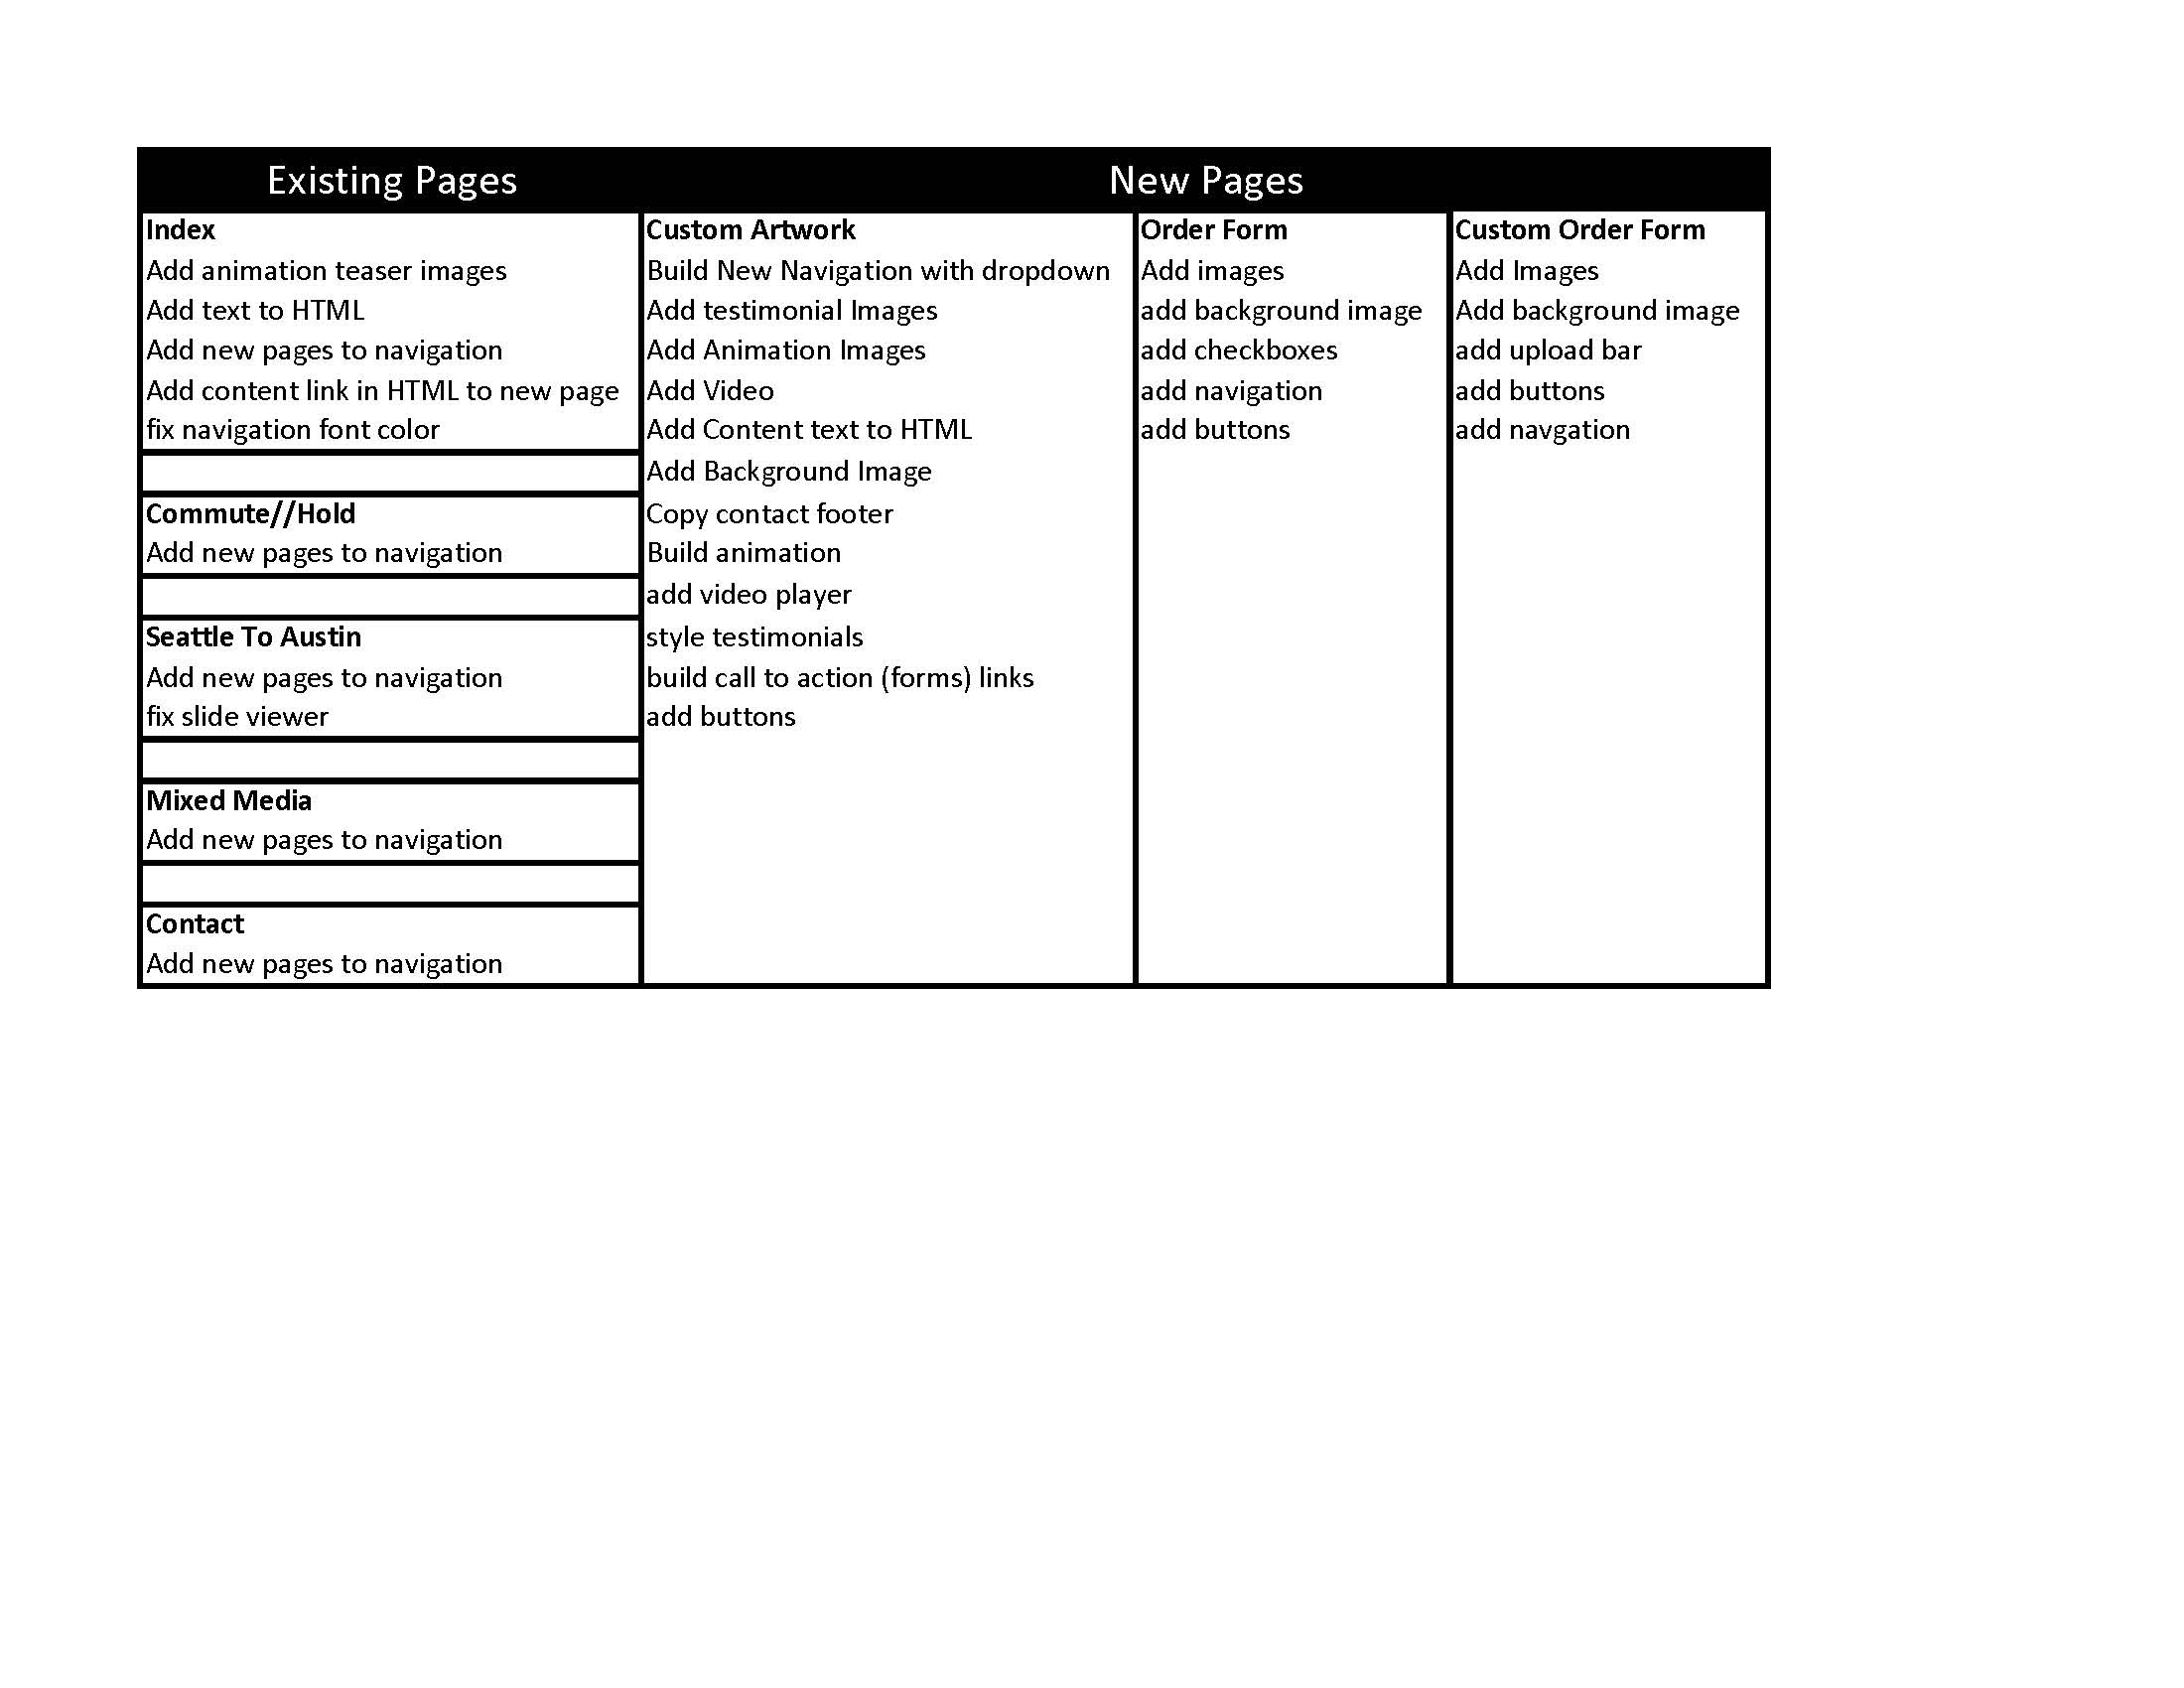 Existing Pages
New Pages
Index
Add animation teaser images
Add text to HTML
Add new pages to navigation
Add content link in HTML to new page
fix navigation font color
Commute//Hold
Add new pages to navigation
Seattle To Austin
Add new pages to navigation
fix slide viewer
Mixed Media
Add new pages to navigation
Contact
Add new pages to navigation
Custom Artwork
Build New Navigation with dropdown
Add testimonial Images
Add Animation Images
Add Video
Add Content text to HTML
Add Background Image
Copy contact footer
Build animation
add video player
style testimonials
build call to action (forms) links
add buttons
Order Form
Add images
add background image
add checkboxes
add navigation
add buttons
Custom Order Form
Add Images
Add background image
add upload bar
add buttons
add navgation